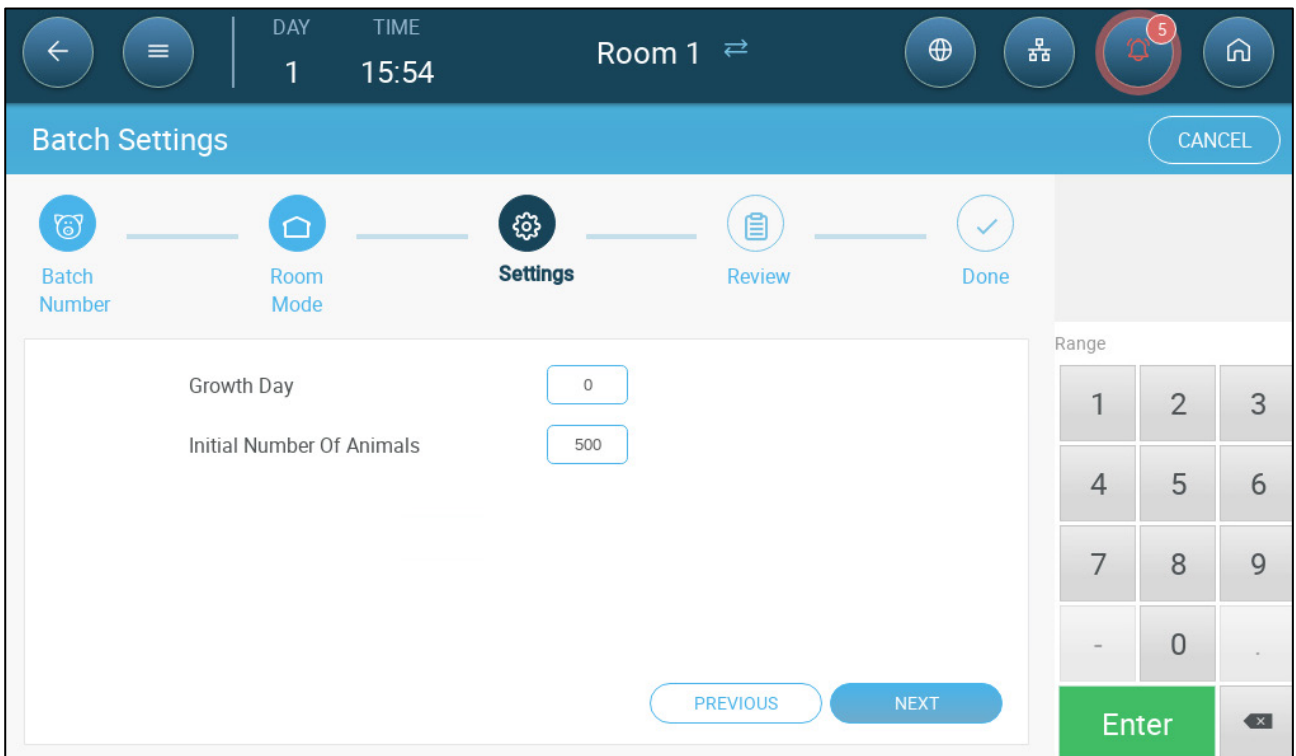 DAY TIME
1 15:54
Room 1
5
Batch Settings
CANCEL
Batch
Number
Room
Mode
Settings
Review
Done
Growth Day 0
Initial Number Of Animals 500
PREVIOUS NEXT
Range
1 2 3
4 5 6
7 8 9
- 0 .
Enter